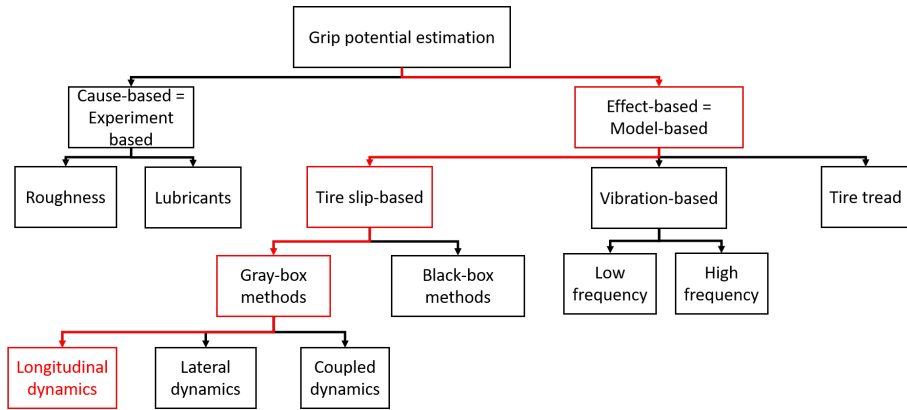 Grip potential estimation
Cause-based =
Experiment
based
Effect-based =
Model-based
Roughness
Lubricants
Tire slip-based
Vibration-based
Tire tread
Gray-box
methods
Black-box
methods
Low
frequency
High
frequency
Longitudinal
dynamics
Lateral
dynamics
Coupled
dynamics